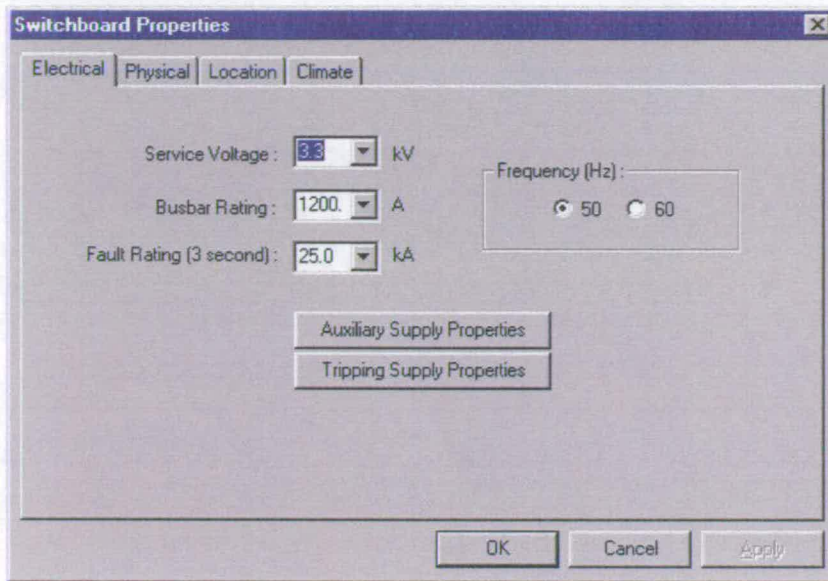 Switchboard Properties
Electrical Physical Location Climate
Service Voltage : 3.3 kV
Busbar Rating : 1200. A
Fault Rating (3 second) : 25.0 kA
Frequency (Hz) :
50 60
Auxiliary Supply Properties
Tripping Supply Properties
OK Cancel Apply